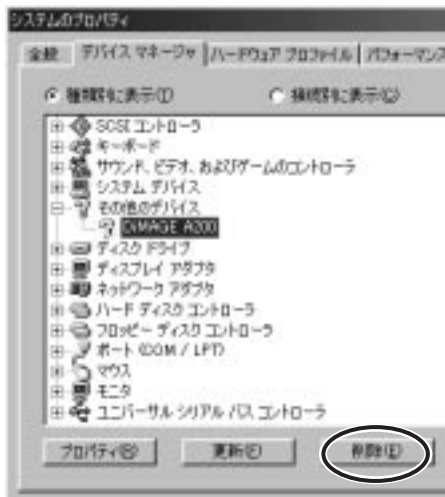 システムのプロパティ
全般 デバイス マネージャ ハードウェア プロファイル パフォーマンス
種類別に表示(T) 接続別に表示(C)
SCSI コントローラ
キーボード
サウンド、ビデオ、およびゲームのコントローラ
システム デバイス
その他のデバイス
DiMAGE A200
ディスク ドライブ
ディスプレイ アダプタ
ネットワーク アダプタ
ハード ディスク コントローラ
フロッピー ディスク コントローラ
ポート (COM / LPT)
マウス
モニタ
ユニバーサル シリアル バス コントローラ
プロパティ(R) 更新(F) 削除(E)